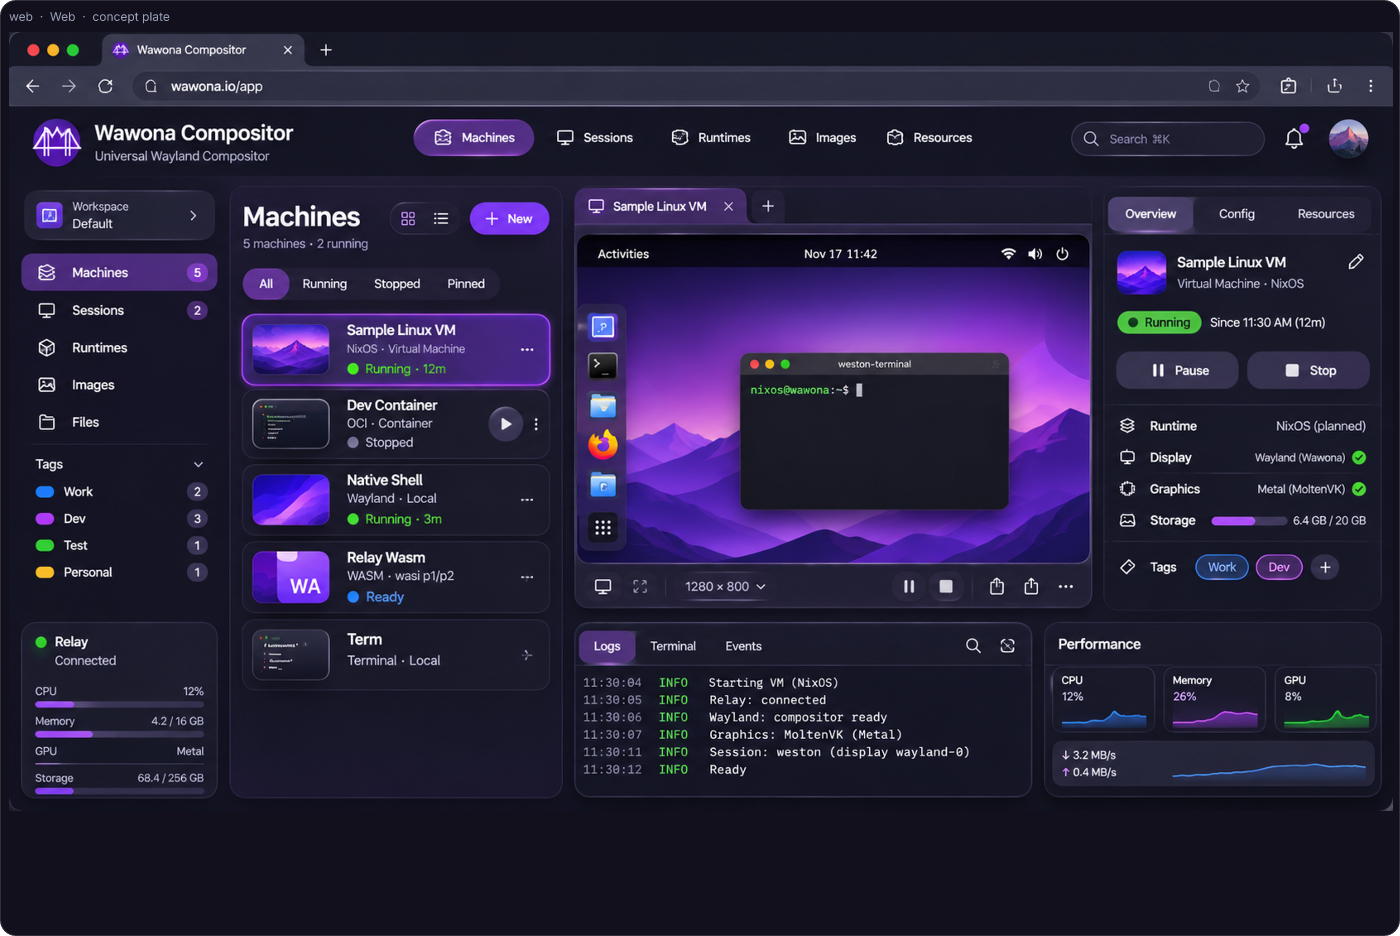 web · Web · concept plate
Wawona Compositor
wawona.io/app
Wawona Compositor
Universal Wayland Compositor
Machines
Sessions
Runtimes
Images
Resources
Search ⌘K
Workspace
Default
Machines 5
Sessions 2
Runtimes
Images
Files
Tags
Work 2
Dev 3
Test 1
Personal 1
Relay
Connected
CPU 12%
Memory 4.2 / 16 GB
GPU Metal
Storage 68.4 / 256 GB
Machines
New
5 machines · 2 running
All Running Stopped Pinned
Sample Linux VM
NixOS · Virtual Machine
Running · 12m
Dev Container
OCI · Container
Stopped
Native Shell
Wayland · Local
Running · 3m
WA
Relay Wasm
WASM · wasi p1/p2
Ready
Term
Terminal · Local
Sample Linux VM
Activities
Nov 17 11:42
weston-terminal
nixos@wawona:~$
1280 × 800
Logs Terminal Events
11:30:04 INFO Starting VM (NixOS)
11:30:05 INFO Relay: connected
11:30:06 INFO Wayland: compositor ready
11:30:07 INFO Graphics: MoltenVK (Metal)
11:30:11 INFO Session: weston (display wayland-0)
11:30:12 INFO Ready
Overview Config Resources
Sample Linux VM
Virtual Machine · NixOS
Running Since 11:30 AM (12m)
Pause
Stop
Runtime NixOS (planned)
Display Wayland (Wawona)
Graphics Metal (MoltenVK)
Storage 6.4 GB / 20 GB
Tags Work Dev
Performance
CPU
12%
Memory
26%
GPU
8%
↓ 3.2 MB/s
↑ 0.4 MB/s